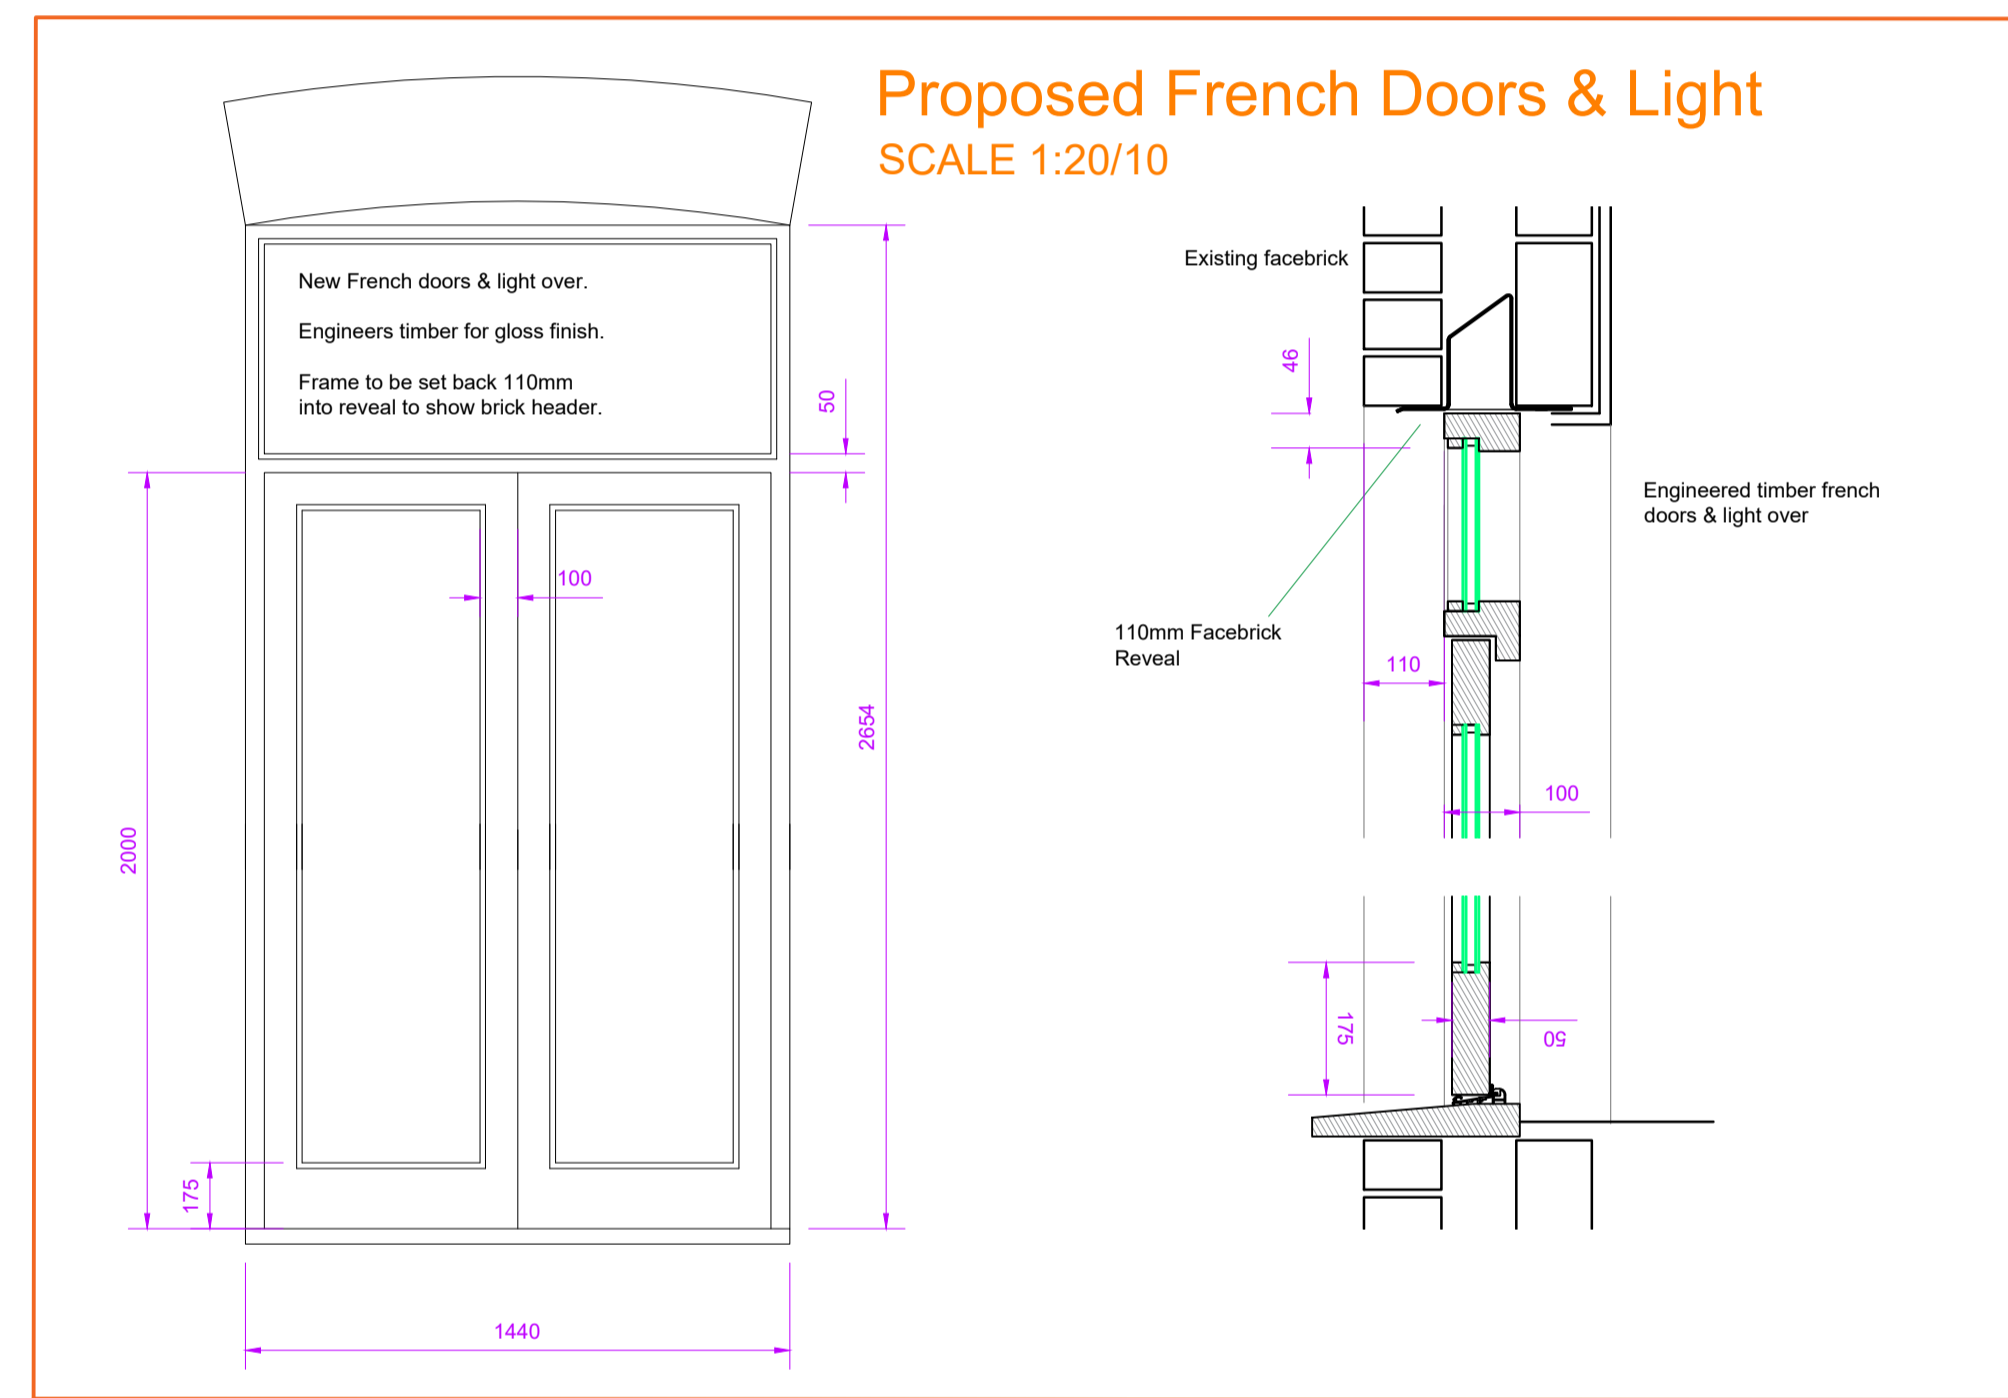 Proposed French Doors & Light
SCALE 1:20/10
New French doors & light over.
Engineers timber for gloss finish.
Frame to be set back 110mm
into reveal to show brick header.
50
100
2654
2000
175
1440
Existing facebrick
46
Engineered timber french
doors & light over
110mm Facebrick
Reveal
110
100
175
50